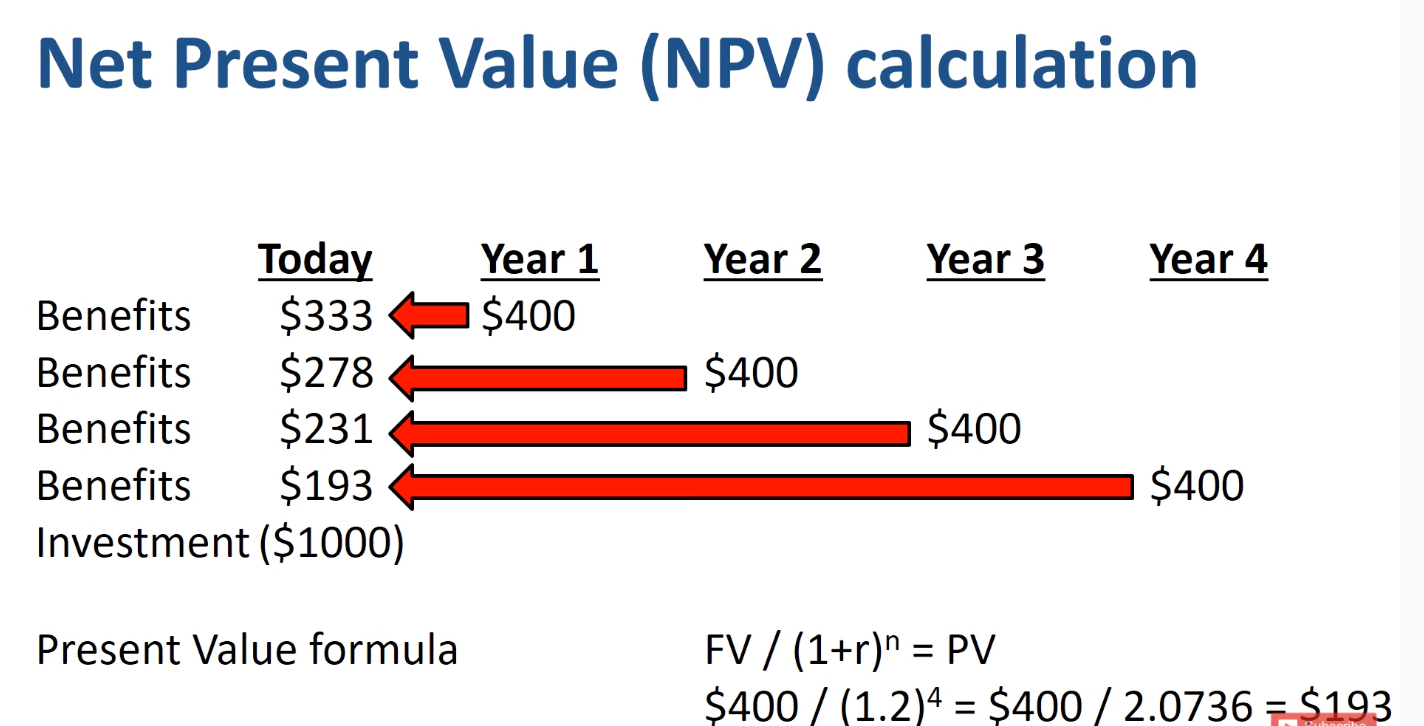 Net Present Value (NPV) calculation
Today Year 1 Year 2 Year 3 Year 4
Benefits $333 $400
Benefits $278 $400
Benefits $231 $400
Benefits $193 $400
Investment ($1000)
Present Value formula FV / (1+r)ⁿ = PV
$400 / (1.2)⁴ = $400 / 2.0736 = $193
Subscribe